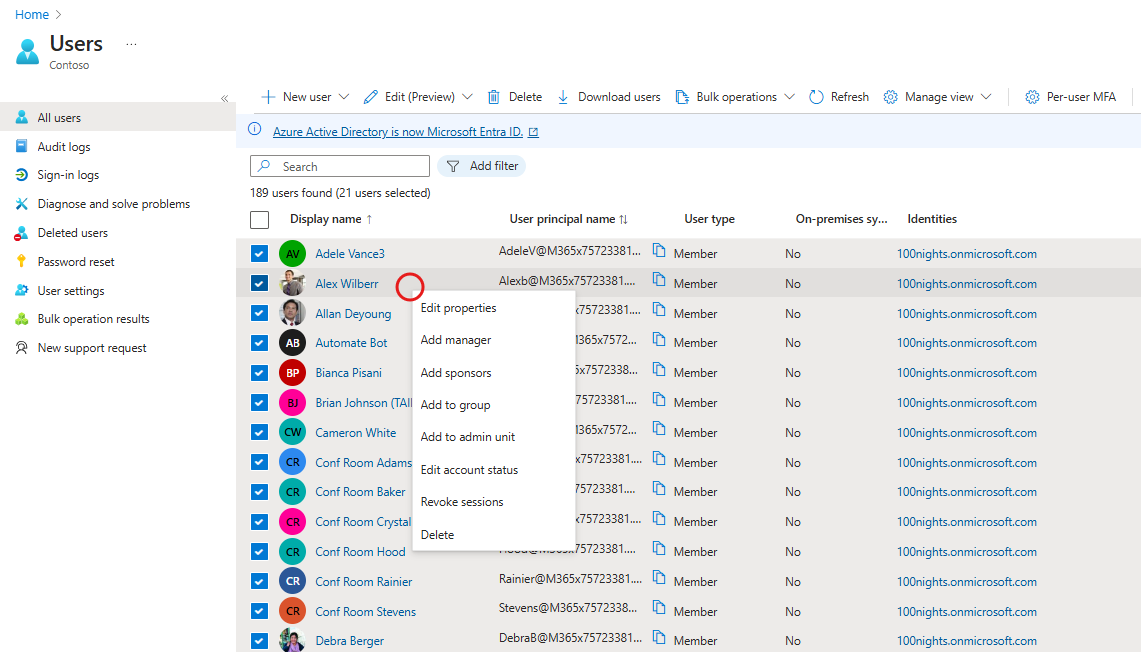 Home
Users ...
Contoso
New user Edit (Preview) Delete Download users Bulk operations Refresh Manage view Per-user MFA
All users
Audit logs
Sign-in logs
Diagnose and solve problems
Deleted users
Password reset
User settings
Bulk operation results
New support request
Azure Active Directory is now Microsoft Entra ID.
Search Add filter
189 users found (21 users selected)
Display name ↑ User principal name ↑↓ User type On-premises sy... Identities
AV Adele Vance3 AdeleV@M365x75723381... Member No 100nights.onmicrosoft.com
Alex Wilberr Alexb@M365x75723381.... Member No 100nights.onmicrosoft.com
Allan Deyoung x75723381.... Member No 100nights.onmicrosoft.com
AB Automate Bot 365x7572... Member No 100nights.onmicrosoft.com
BP Bianca Pisani 5x7572338... Member No 100nights.onmicrosoft.com
BJ Brian Johnson (TAI x75723381.... Member No 100nights.onmicrosoft.com
CW Cameron White 365x7572... Member No 100nights.onmicrosoft.com
CR Conf Room Adams x75723381.... Member No 100nights.onmicrosoft.com
CR Conf Room Baker x75723381.... Member No 100nights.onmicrosoft.com
CR Conf Room Crystal x75723381.... Member No 100nights.onmicrosoft.com
CR Conf Room Hood Hood@M365x75723381.... Member No 100nights.onmicrosoft.com
CR Conf Room Rainier Rainier@M365x75723381.... Member No 100nights.onmicrosoft.com
CR Conf Room Stevens Stevens@M365x7572338... Member No 100nights.onmicrosoft.com
Debra Berger DebraB@M365x75723381... Member No 100nights.onmicrosoft.com
Edit properties
Add manager
Add sponsors
Add to group
Add to admin unit
Edit account status
Revoke sessions
Delete